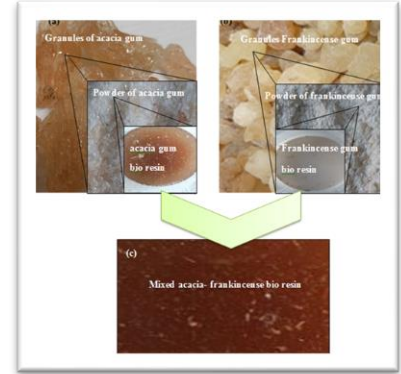 (a)
Granules of acacia gum
Powder of acacia gum
acacia gum
bio resin
(b)
Granules Frankincense gum
Powder of frankincense gum
Frankincense gum
bio resin
(c)
Mixed acacia- frankincense bio resin